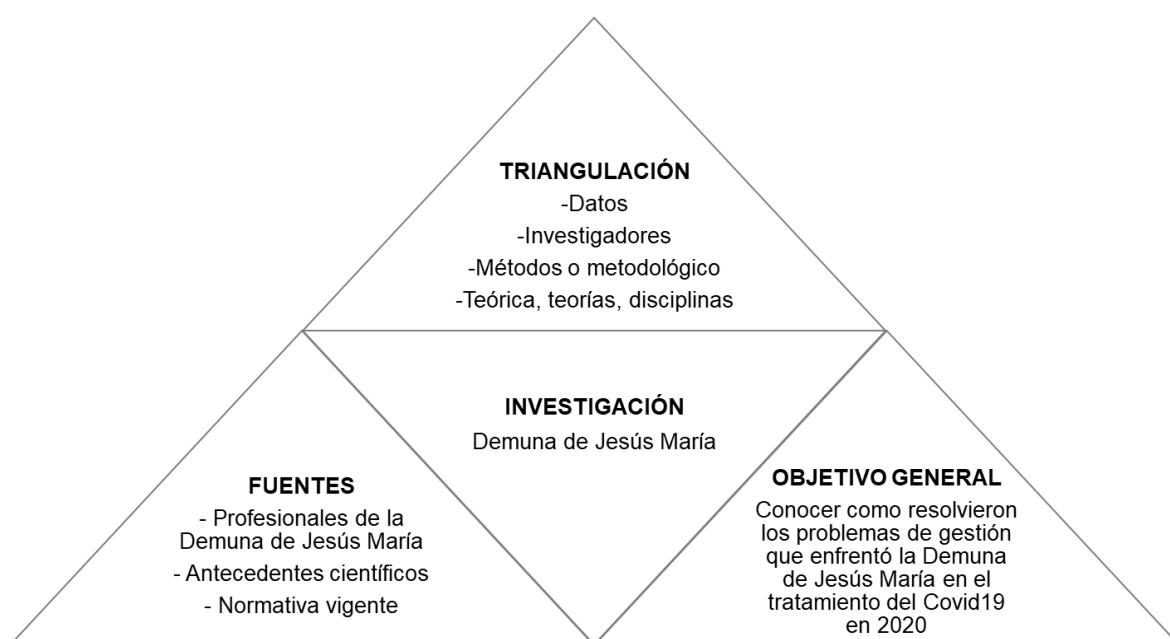 TRIANGULACIÓN
-Datos
-Investigadores
-Métodos o metodológico
-Teórica, teorías, disciplinas
INVESTIGACIÓN
Demuna de Jesús María
FUENTES
- Profesionales de la
Demuna de Jesús María
- Antecedentes científicos
- Normativa vigente
OBJETIVO GENERAL
Conocer como resolvieron
los problemas de gestión
que enfrentó la Demuna
de Jesús María en el
tratamiento del Covid19
en 2020